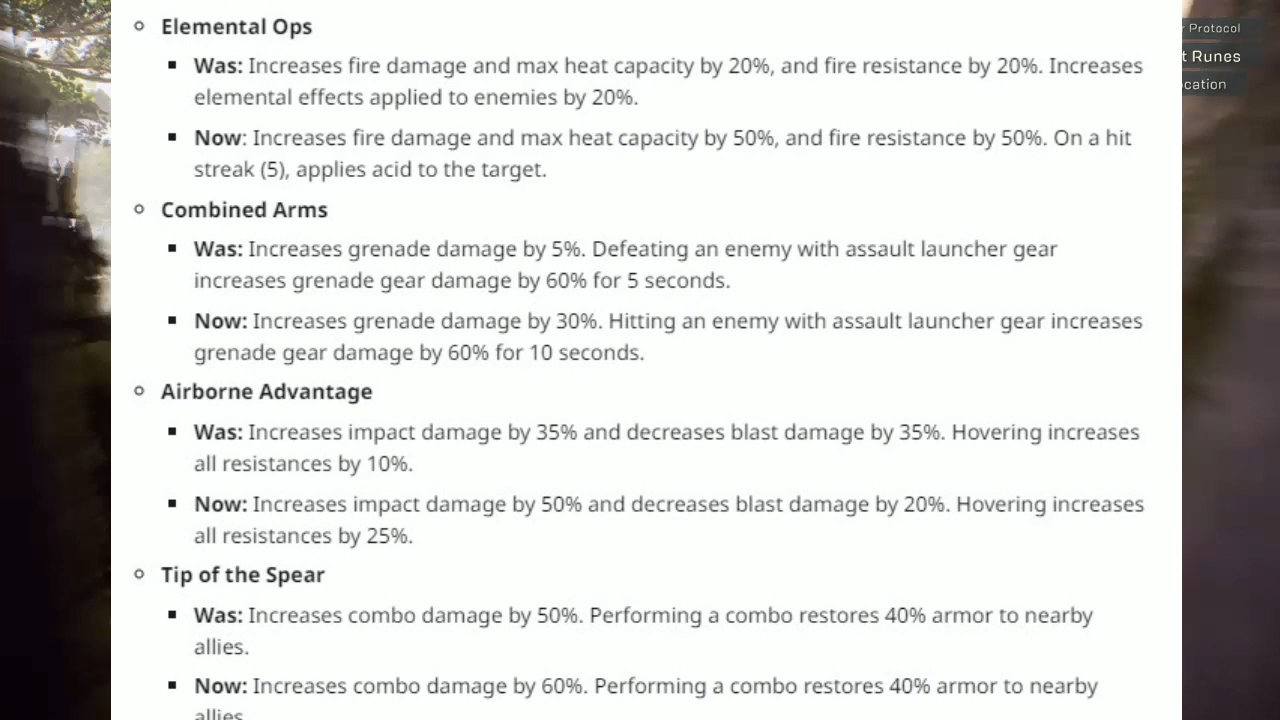 Elemental Ops
Was: Increases fire damage and max heat capacity by 20%, and fire resistance by 20%. Increases
elemental effects applied to enemies by 20%.
Now: Increases fire damage and max heat capacity by 50%, and fire resistance by 50%. On a hit
streak (5), applies acid to the target.
Combined Arms
Was: Increases grenade damage by 5%. Defeating an enemy with assault launcher gear
increases grenade gear damage by 60% for 5 seconds.
Now: Increases grenade damage by 30%. Hitting an enemy with assault launcher gear increases
grenade gear damage by 60% for 10 seconds.
Airborne Advantage
Was: Increases impact damage by 35% and decreases blast damage by 35%. Hovering increases
all resistances by 10%.
Now: Increases impact damage by 50% and decreases blast damage by 20%. Hovering increases
all resistances by 25%.
Tip of the Spear
Was: Increases combo damage by 50%. Performing a combo restores 40% armor to nearby
allies.
Now: Increases combo damage by 60%. Performing a combo restores 40% armor to nearby
allies
Protocol
Runes